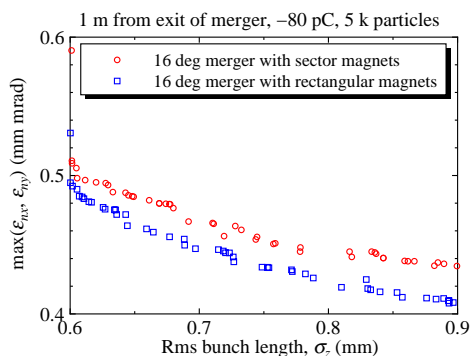 1 m from exit of merger, −80 pC, 5 k particles
0.6
16 deg merger with sector magnets
16 deg merger with rectangular magnets
max(εnx, εny) (mm mrad)
0.5
0.4
0.6 0.7 0.8 0.9
Rms bunch length, σz (mm)